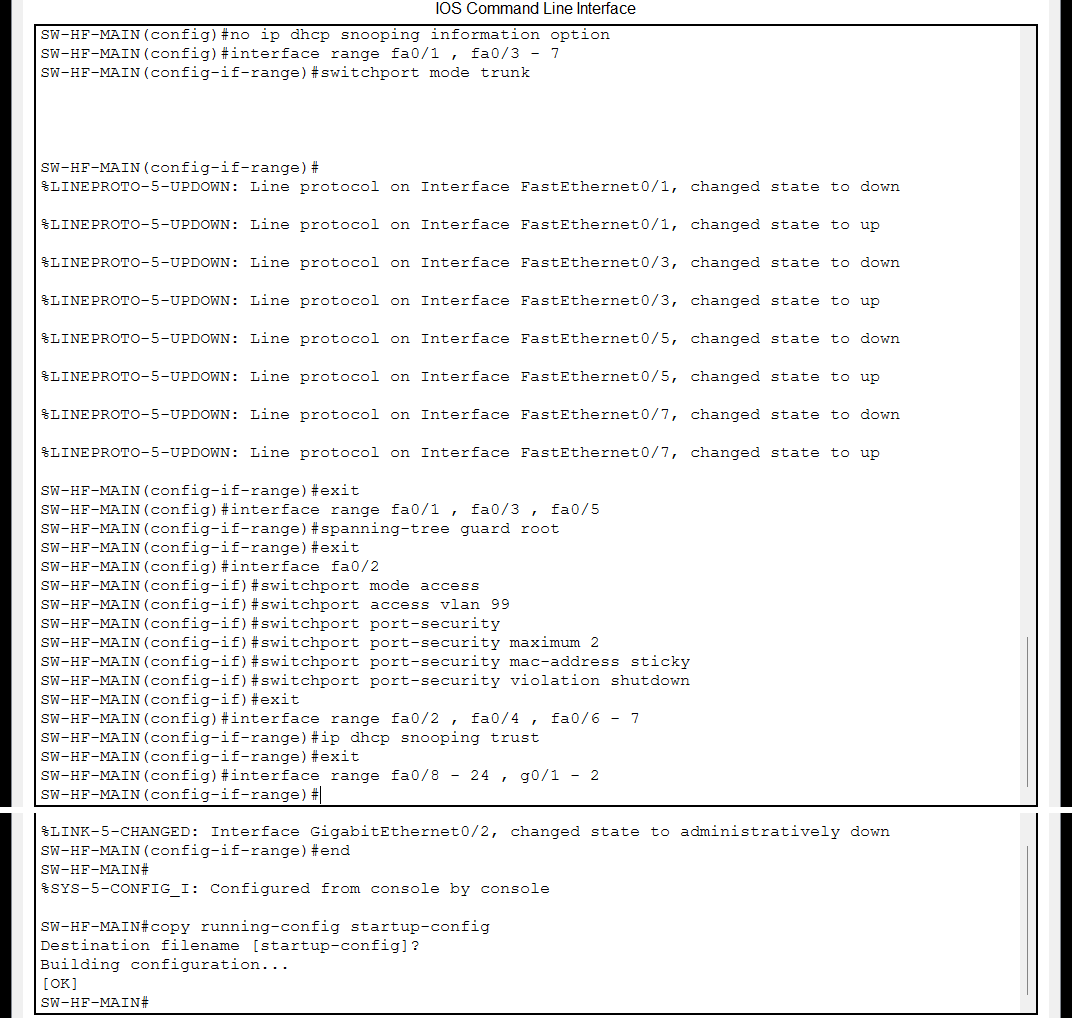 IOS Command Line Interface
SW-HF-MAIN(config)#no ip dhcp snooping information option
SW-HF-MAIN(config)#interface range fa0/1 , fa0/3 - 7
SW-HF-MAIN(config-if-range)#switchport mode trunk
SW-HF-MAIN(config-if-range)#
%LINEPROTO-5-UPDOWN: Line protocol on Interface FastEthernet0/1, changed state to down
%LINEPROTO-5-UPDOWN: Line protocol on Interface FastEthernet0/1, changed state to up
%LINEPROTO-5-UPDOWN: Line protocol on Interface FastEthernet0/3, changed state to down
%LINEPROTO-5-UPDOWN: Line protocol on Interface FastEthernet0/3, changed state to up
%LINEPROTO-5-UPDOWN: Line protocol on Interface FastEthernet0/5, changed state to down
%LINEPROTO-5-UPDOWN: Line protocol on Interface FastEthernet0/5, changed state to up
%LINEPROTO-5-UPDOWN: Line protocol on Interface FastEthernet0/7, changed state to down
%LINEPROTO-5-UPDOWN: Line protocol on Interface FastEthernet0/7, changed state to up
SW-HF-MAIN(config-if-range)#exit
SW-HF-MAIN(config)#interface range fa0/1 , fa0/3 , fa0/5
SW-HF-MAIN(config-if-range)#spanning-tree guard root
SW-HF-MAIN(config-if-range)#exit
SW-HF-MAIN(config)#interface fa0/2
SW-HF-MAIN(config-if)#switchport mode access
SW-HF-MAIN(config-if)#switchport access vlan 99
SW-HF-MAIN(config-if)#switchport port-security
SW-HF-MAIN(config-if)#switchport port-security maximum 2
SW-HF-MAIN(config-if)#switchport port-security mac-address sticky
SW-HF-MAIN(config-if)#switchport port-security violation shutdown
SW-HF-MAIN(config-if)#exit
SW-HF-MAIN(config)#interface range fa0/2 , fa0/4 , fa0/6 - 7
SW-HF-MAIN(config-if-range)#ip dhcp snooping trust
SW-HF-MAIN(config-if-range)#exit
SW-HF-MAIN(config)#interface range fa0/8 - 24 , g0/1 - 2
SW-HF-MAIN(config-if-range)#
%LINK-5-CHANGED: Interface GigabitEthernet0/2, changed state to administratively down
SW-HF-MAIN(config-if-range)#end
SW-HF-MAIN#
%SYS-5-CONFIG_I: Configured from console by console
SW-HF-MAIN#copy running-config startup-config
Destination filename [startup-config]?
Building configuration...
[OK]
SW-HF-MAIN#